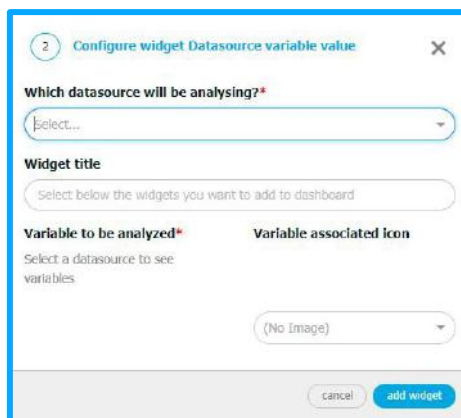 2 Configure widget Datasource variable value
Which datasource will be analysing?*
Select...
Widget title
Select below the widgets you want to add to dashboard
Variable to be analyzed* Variable associated icon
Select a datasource to see
variables
(No Image)
cancel add widget